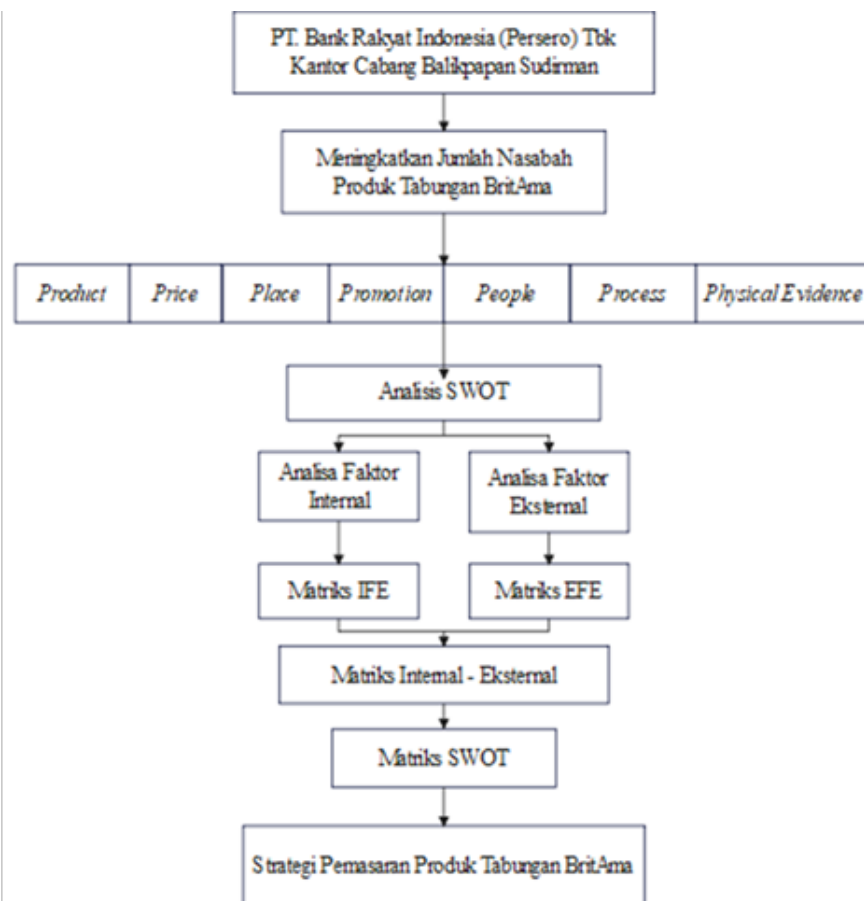 PT. Bank Rakyat Indonesia (Persero) Tbk
Kantor Cabang Balikpapan Sudirman
Meningkatkan Jumlah Nasabah
Produk Tabungan BritAma
Product Price Place Promotion People Process Physical Evidence
Analisis SWOT
Analisa Faktor
Internal
Analisa Faktor
Eksternal
Matriks IFE
Matriks EFE
Matriks Internal - Eksternal
Matriks SWOT
Strategi Pemasaran Produk Tabungan BritAma